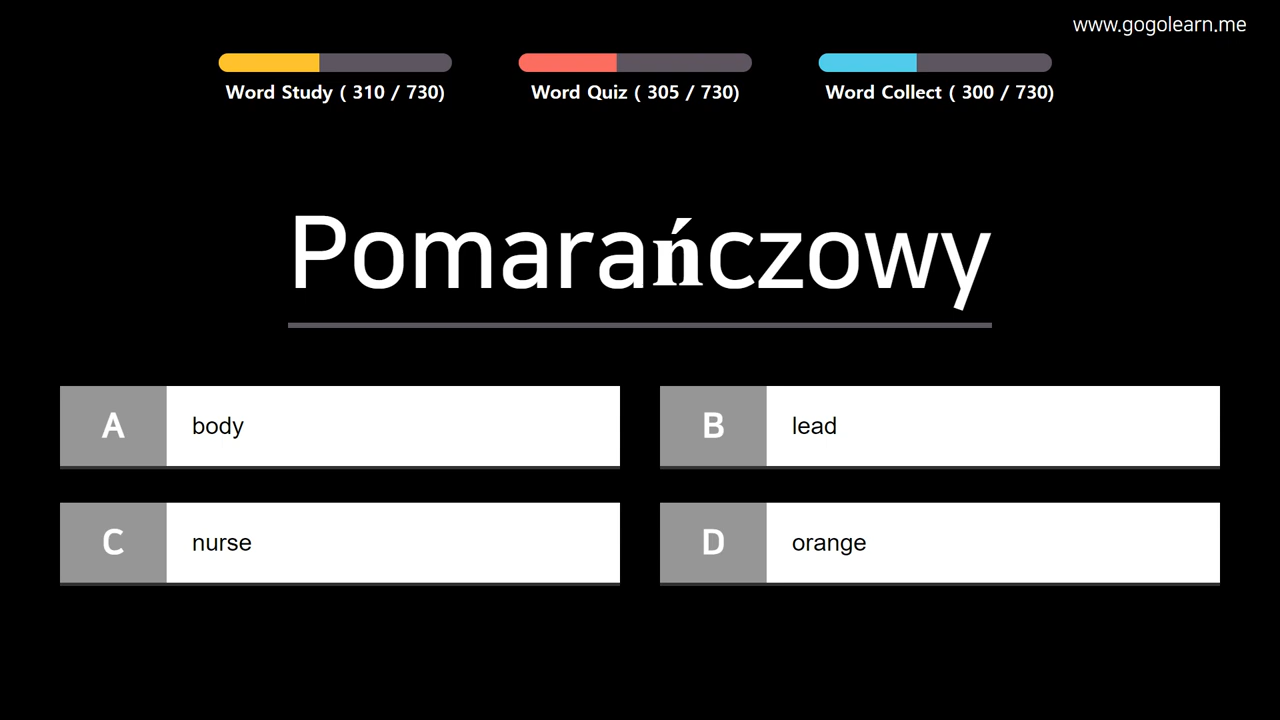 www.gogolearn.me
Word Study ( 310 / 730)
Word Quiz ( 305 / 730)
Word Collect ( 300 / 730)
Pomarańczowy
A body
B lead
C nurse
D orange